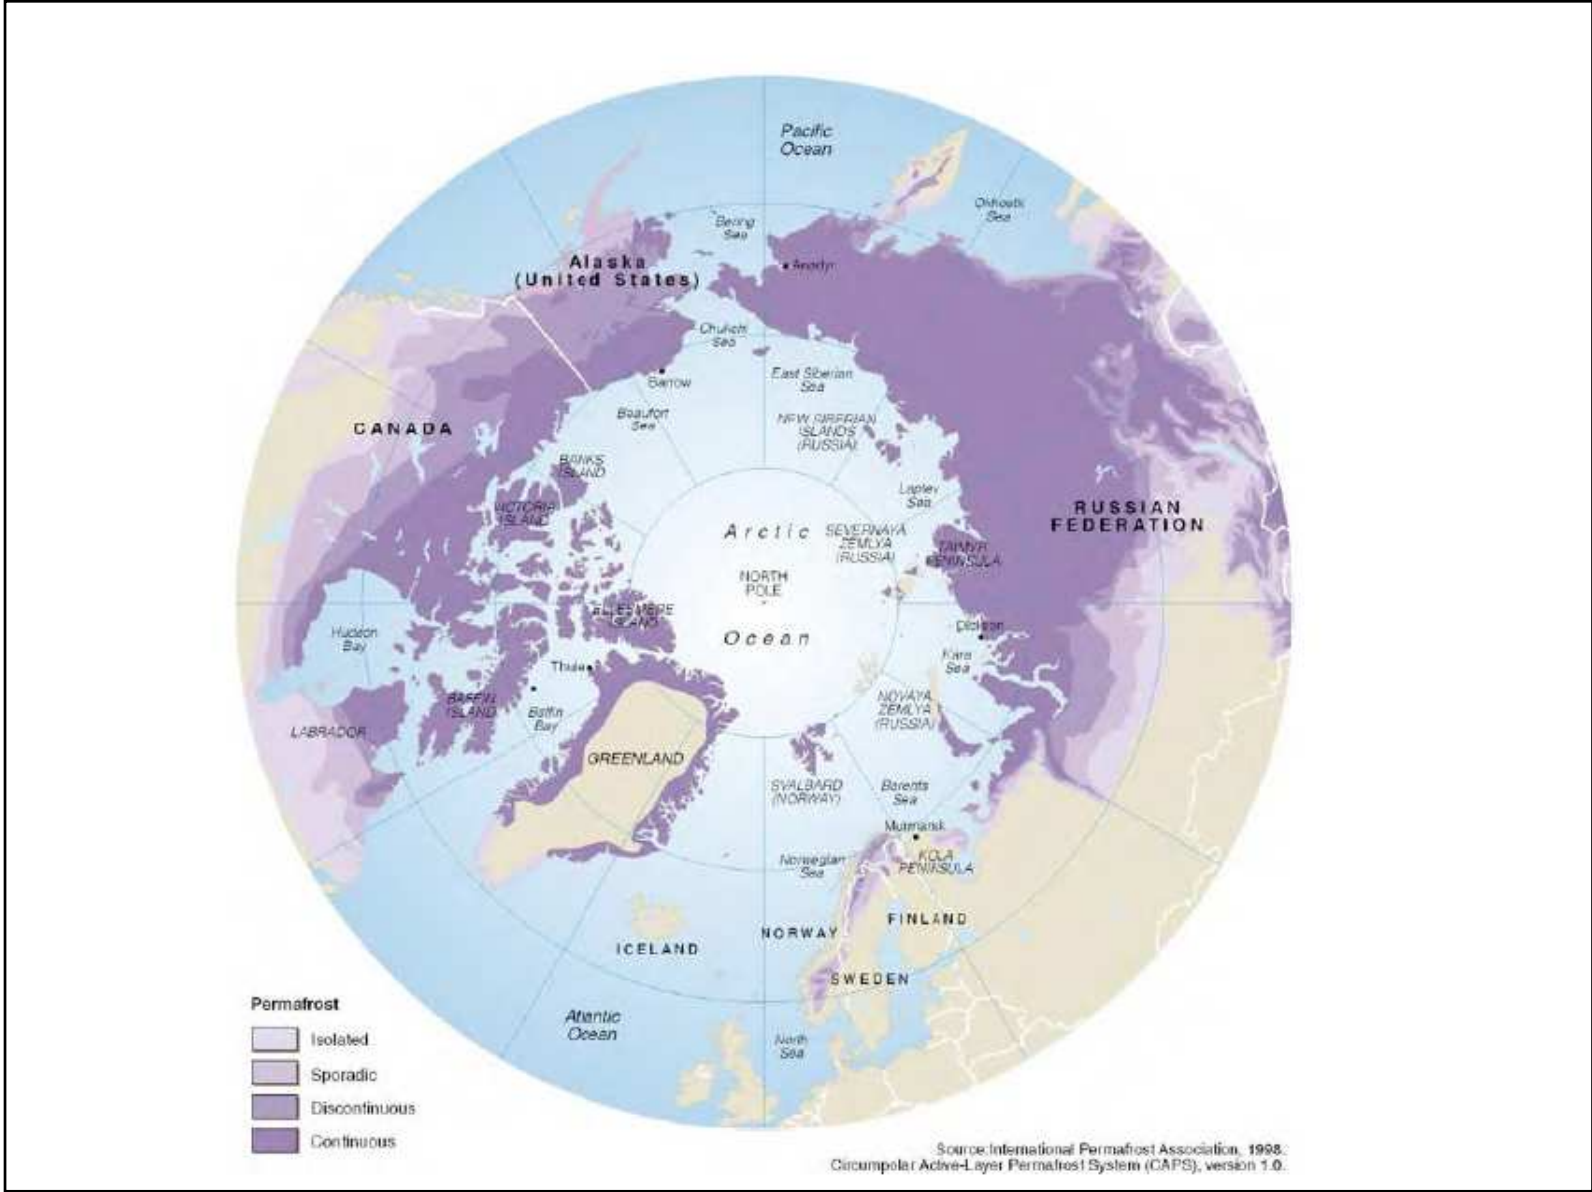 Pacific
Ocean
Okhostk
Sea
Bering
Sea
Alaska
(United States)
Anadyr
Chukchi
Sea
Barrow
East Siberian
Sea
Beaufort
Sea
NEW SIBERIAN
ISLANDS
(RUSSIA)
CANADA
BANKS
ISLAND
VICTORIA
ISLAND
Laptev
Sea
RUSSIAN
FEDERATION
Arctic
SEVERNAYA
ZEMLYA
(RUSSIA)
TAIMYR
PENINSULA
NORTH
POLE
ELLESMERE
ISLAND
Ocean
Dickson
Hudson
Bay
Kara
Sea
Thule
BAFFIN
ISLAND
Baffin
Bay
NOVAYA
ZEMLYA
(RUSSIA)
LABRADOR
GREENLAND
SVALBARD
(NORWAY)
Barents
Sea
Murmansk
KOLA
PENINSULA
Norwegian
Sea
FINLAND
NORWAY
ICELAND
SWEDEN
Atlantic
Ocean
North
Sea
Permafrost
Isolated
Sporadic
Discontinuous
Continuous
Source:International Permafrost Association, 1998.
Circumpolar Active-Layer Permafrost System (CAPS), version 1.0.